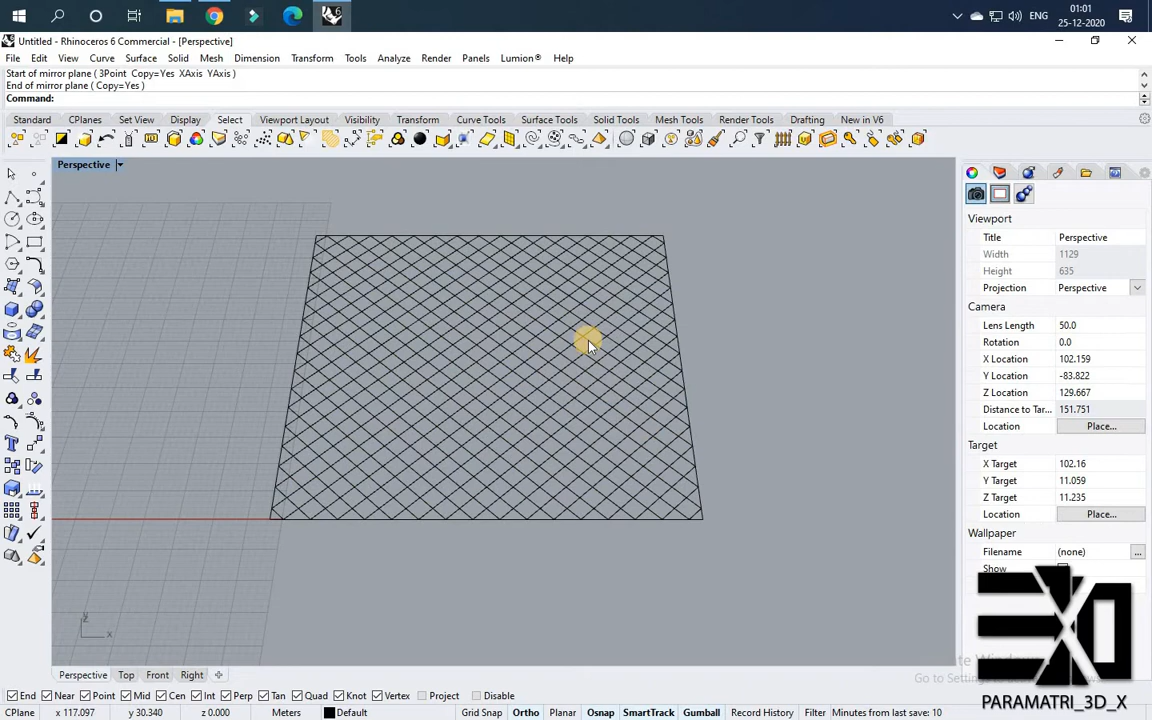 01:01
ENG
25-12-2020
Untitled - Rhinoceros 6 Commercial - [Perspective]
File Edit View Curve Surface Solid Mesh Dimension Transform Tools Analyze Render Panels Lumion® Help
Start of mirror plane ( 3Point Copy=Yes XAxis YAxis )
End of mirror plane ( Copy=Yes )
Command:
Standard CPlanes Set View Display Select Viewport Layout Visibility Transform Curve Tools Surface Tools Solid Tools Mesh Tools Render Tools Drafting New in V6
Perspective
Viewport
Title Perspective
Width 1129
Height 635
Projection Perspective
Camera
Lens Length 50.0
Rotation 0.0
X Location 102.159
Y Location -83.822
Z Location 129.667
Distance to Tar... 151.751
Location Place...
Target
X Target 102.16
Y Target 11.059
Z Target 11.235
Location Place...
Wallpaper
Filename (none) ...
Show
y
x
EXD
PARAMATRI_3D_X
Perspective Top Front Right
End Near Point Mid Cen Int Perp Tan Quad Knot Vertex Project Disable
CPlane x 117.097 y 30.340 z 0.000 Meters Default Grid Snap Ortho Planar Osnap SmartTrack Gumball Record History Filter Minutes from last save: 10